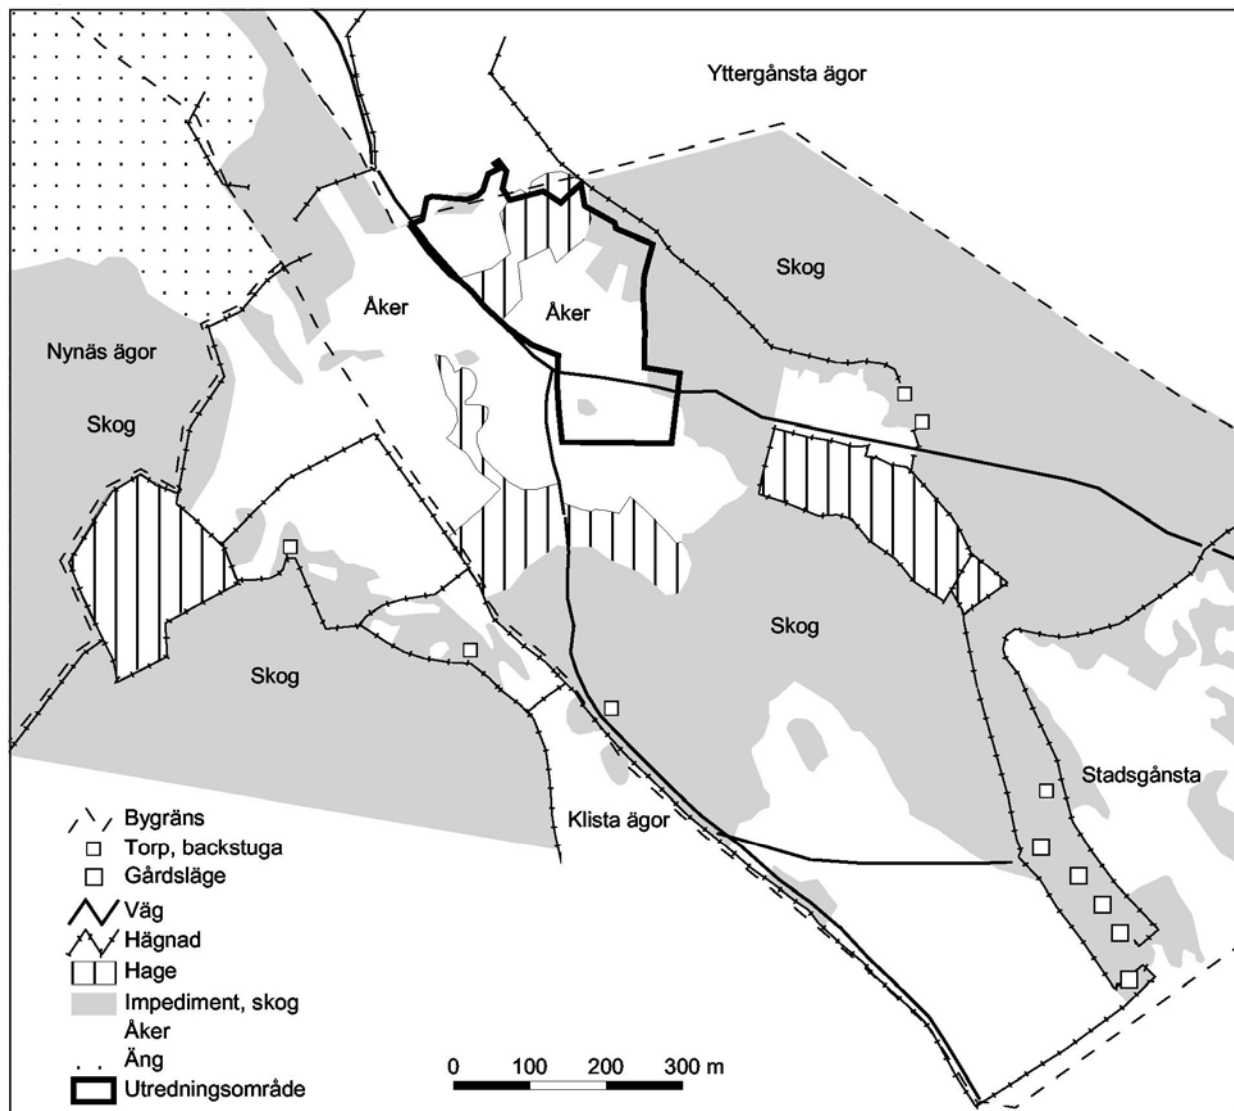 Yttergånsta ägor
Skog
Åker
Åker
Nynäs ägor
Skog
Skog
Skog
Stadsgånsta
Klista ägor
Bygräns
Torp, backstuga
Gårdsläge
Väg
Hägnad
Hage
Impediment, skog
Åker
Äng
Utredningsområde
0 100 200 300 m